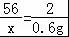 56/x = 2/0.6g